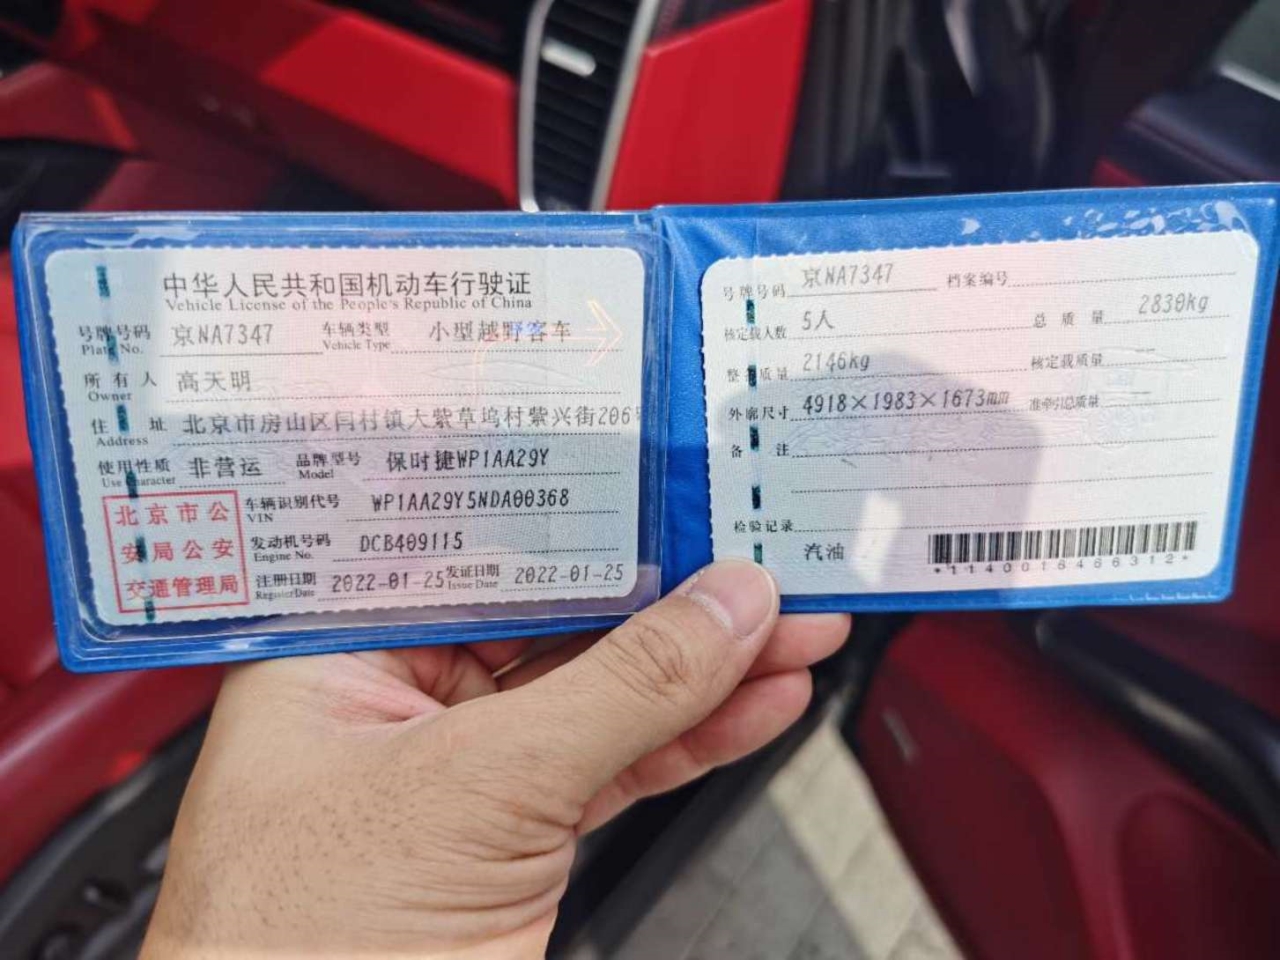 中华人民共和国机动车行驶证
Vehicle License of the People's Republic of China
号牌号码 京NA7347 车辆类型 小型越野客车
Plate No. Vehicle Type
所有人 高天明
Owner
住址 北京市房山区闫村镇大紫草坞村紫兴街206号
Address
使用性质 非营运 品牌型号 保时捷WP1AA29Y
Use Character Model
北京市公
安局公安
交通管理局
车辆识别代号 WP1AA29Y5NDA00368
VIN
发动机号码 DCB409115
Engine No.
注册日期 2022-01-25 发证日期 2022-01-25
Register Date Issue Date
号牌号码 京NA7347 档案编号
核定载人数 5人 总质量 2830kg
整备质量 2146kg 核定载质量 --
外廓尺寸 4918×1983×1673mm 准牵引总质量 --
备注
检验记录
汽油
*1140016466312*